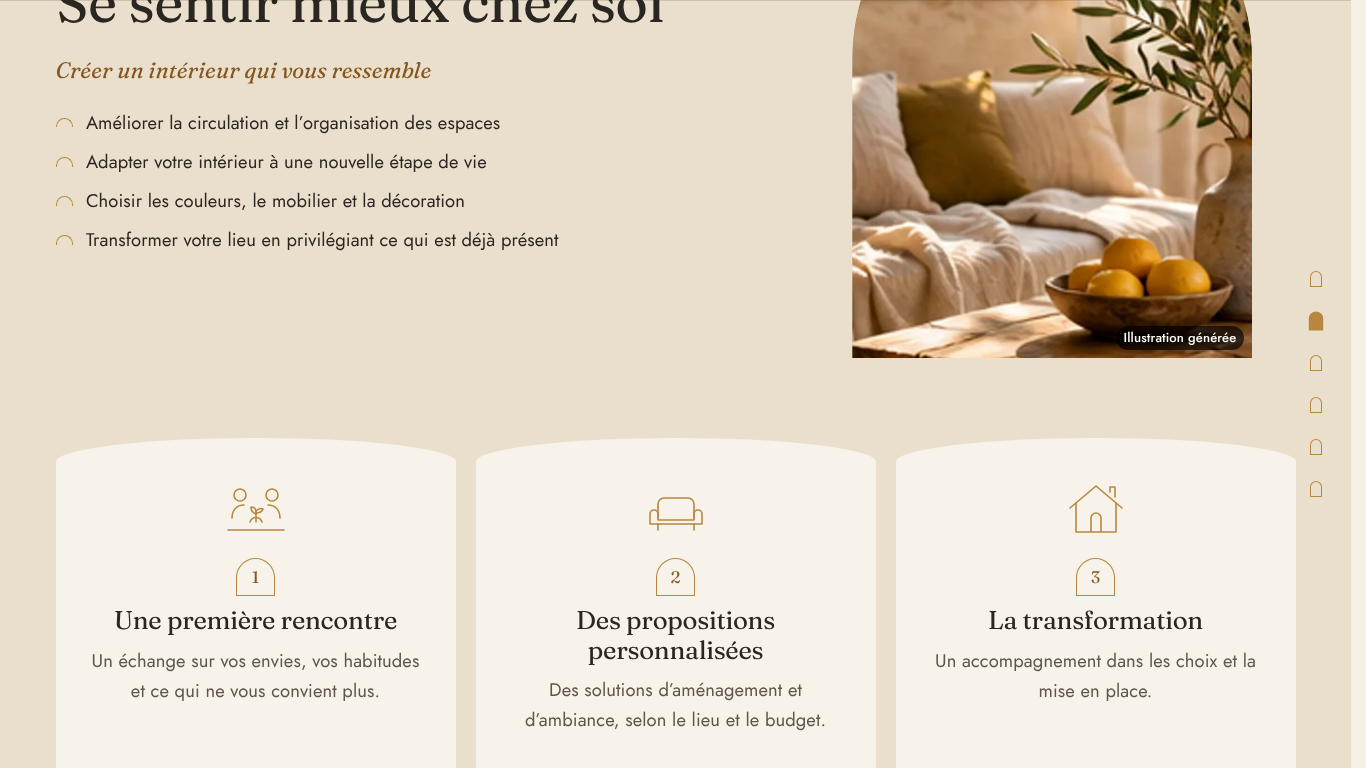 Se sentir mieux chez soi
Créer un intérieur qui vous ressemble
Améliorer la circulation et l’organisation des espaces
Adapter votre intérieur à une nouvelle étape de vie
Choisir les couleurs, le mobilier et la décoration
Transformer votre lieu en privilégiant ce qui est déjà présent
Illustration générée
1
Une première rencontre
Un échange sur vos envies, vos habitudes
et ce qui ne vous convient plus.
2
Des propositions
personnalisées
Des solutions d’aménagement et
d’ambiance, selon le lieu et le budget.
3
La transformation
Un accompagnement dans les choix et la
mise en place.